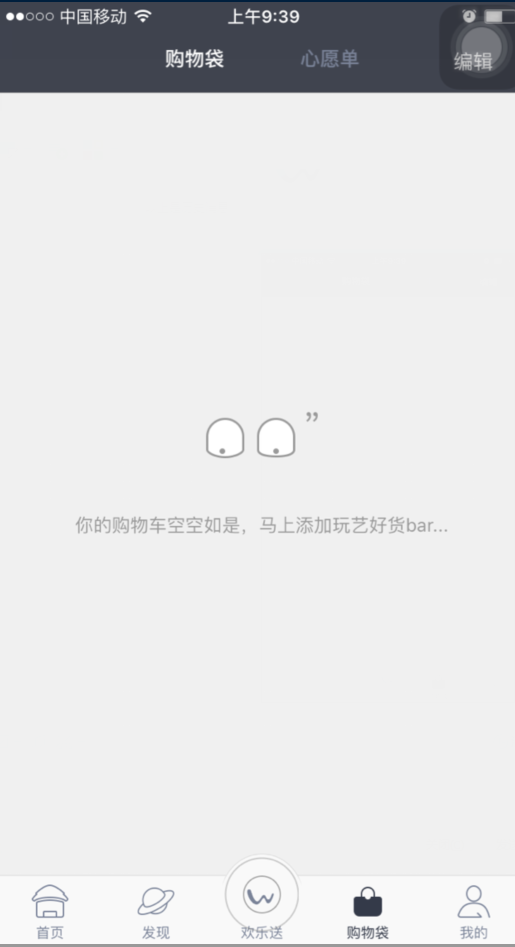 中国移动 上午9:39
购物袋 心愿单 编辑
你的购物车空空如是，马上添加玩艺好货bar...
首页 发现 欢乐送 购物袋 我的